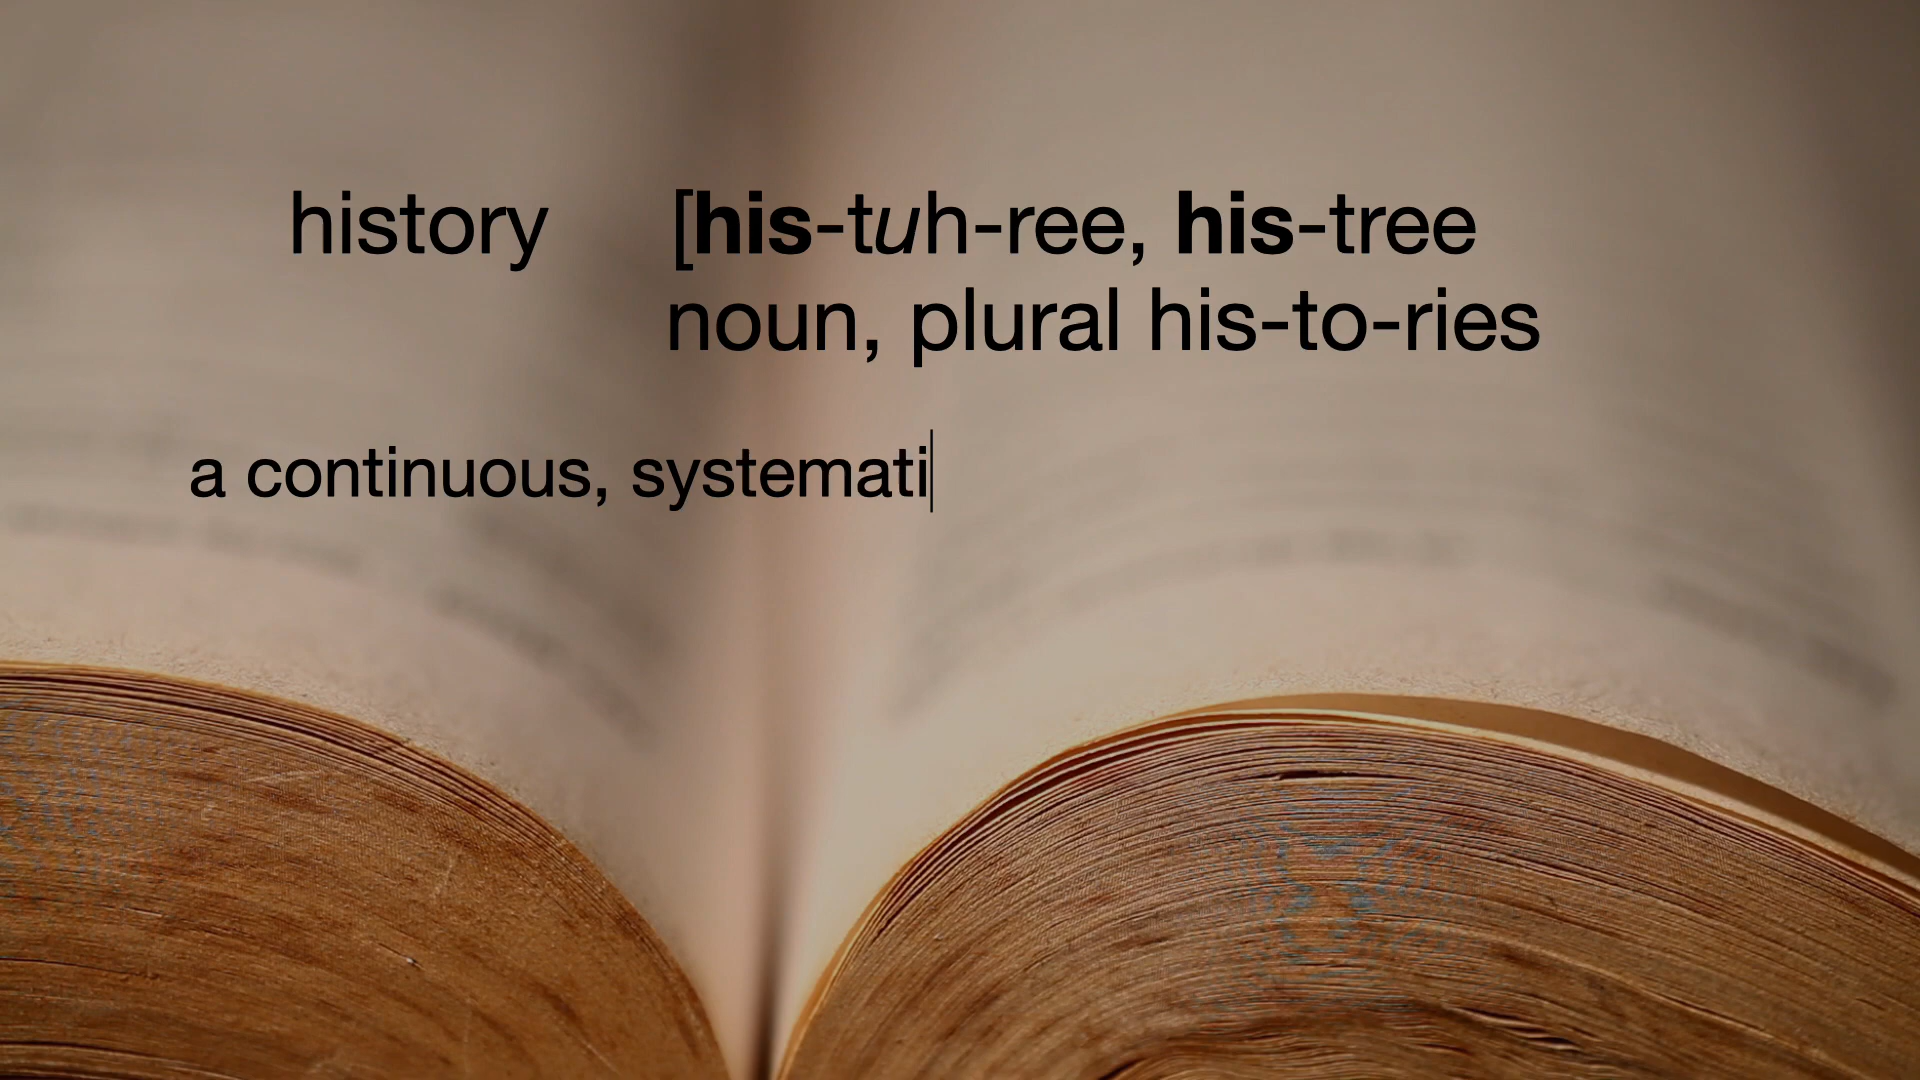 history [his-tuh-ree, his-tree
noun, plural his-to-ries
a continuous, systemati